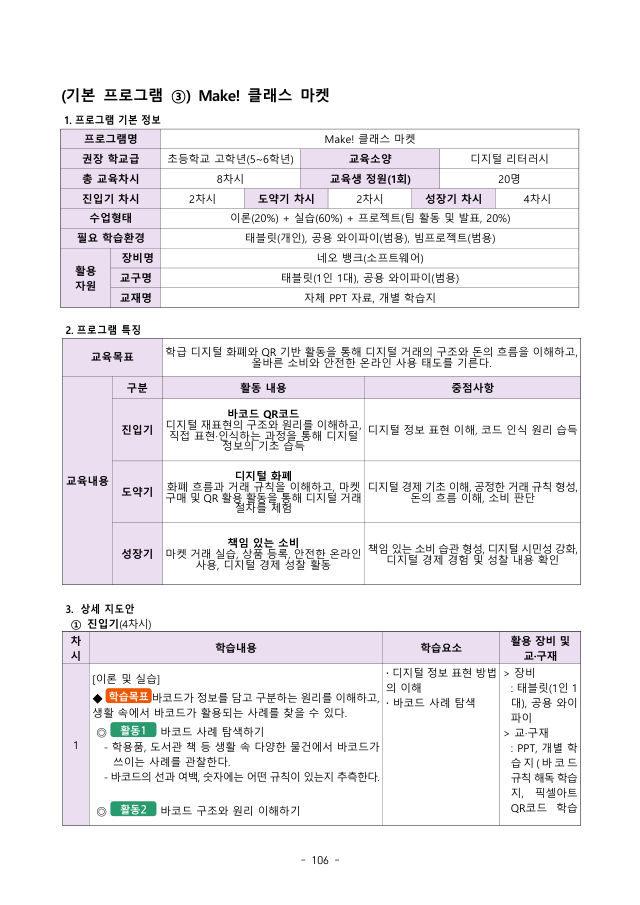 (기본 프로그램 ③) Make! 클래스 마켓
1. 프로그램 기본 정보
프로그램명 Make! 클래스 마켓
권장 학교급 초등학교 고학년(5~6학년) 교육소양 디지털 리터러시
총 교육차시 8차시 교육생 정원(1회) 20명
진입기 차시 2차시 도약기 차시 2차시 성장기 차시 4차시
수업형태 이론(20%) + 실습(60%) + 프로젝트(팀 활동 및 발표, 20%)
필요 학습환경 태블릿(개인), 공용 와이파이(범용), 빔프로젝트(범용)
활용
자원
장비명 네오 뱅크(소프트웨어)
교구명 태블릿(1인 1대), 공용 와이파이(범용)
교재명 자체 PPT 자료, 개별 학습지
2. 프로그램 특징
교육목표
학급 디지털 화폐와 QR 기반 활동을 통해 디지털 거래의 구조와 돈의 흐름을 이해하고,
올바른 소비와 안전한 온라인 사용 태도를 기른다.
교육내용
구분 활동 내용 중점사항
진입기
바코드 QR코드
디지털 재표현의 구조와 원리를 이해하고,
직접 표현·인식하는 과정을 통해 디지털
정보의 기초 습득
디지털 정보 표현 이해, 코드 인식 원리 습득
도약기
디지털 화폐
화폐 흐름과 거래 규칙을 이해하고, 마켓
구매 및 QR 활용 활동을 통해 디지털 거래
절차를 체험
디지털 경제 기초 이해, 공정한 거래 규칙 형성,
돈의 흐름 이해, 소비 판단
성장기
책임 있는 소비
마켓 거래 실습, 상품 등록, 안전한 온라인
사용, 디지털 경제 성찰 활동
책임 있는 소비 습관 형성, 디지털 시민성 강화,
디지털 경제 경험 및 성찰 내용 확인
3. 상세 지도안
① 진입기(4차시)
차
시
학습내용
학습요소
활용 장비 및
교·구재
1
[이론 및 실습]
◆ 학습목표 바코드가 정보를 담고 구분하는 원리를 이해하고,
생활 속에서 바코드가 활용되는 사례를 찾을 수 있다.
◎ 활동1 바코드 사례 탐색하기
- 학용품, 도서관 책 등 생활 속 다양한 물건에서 바코드가
쓰이는 사례를 관찰한다.
- 바코드의 선과 여백, 숫자에는 어떤 규칙이 있는지 추측한다.
◎ 활동2 바코드 구조와 원리 이해하기
· 디지털 정보 표현 방법
의 이해
· 바코드 사례 탐색
> 장비
: 태블릿(1인 1
대), 공용 와이
파이
> 교·구재
: PPT, 개별 학
습지(바코드
규칙 해독 학습
지, 픽셀아트
QR코드 학습
- 106 -